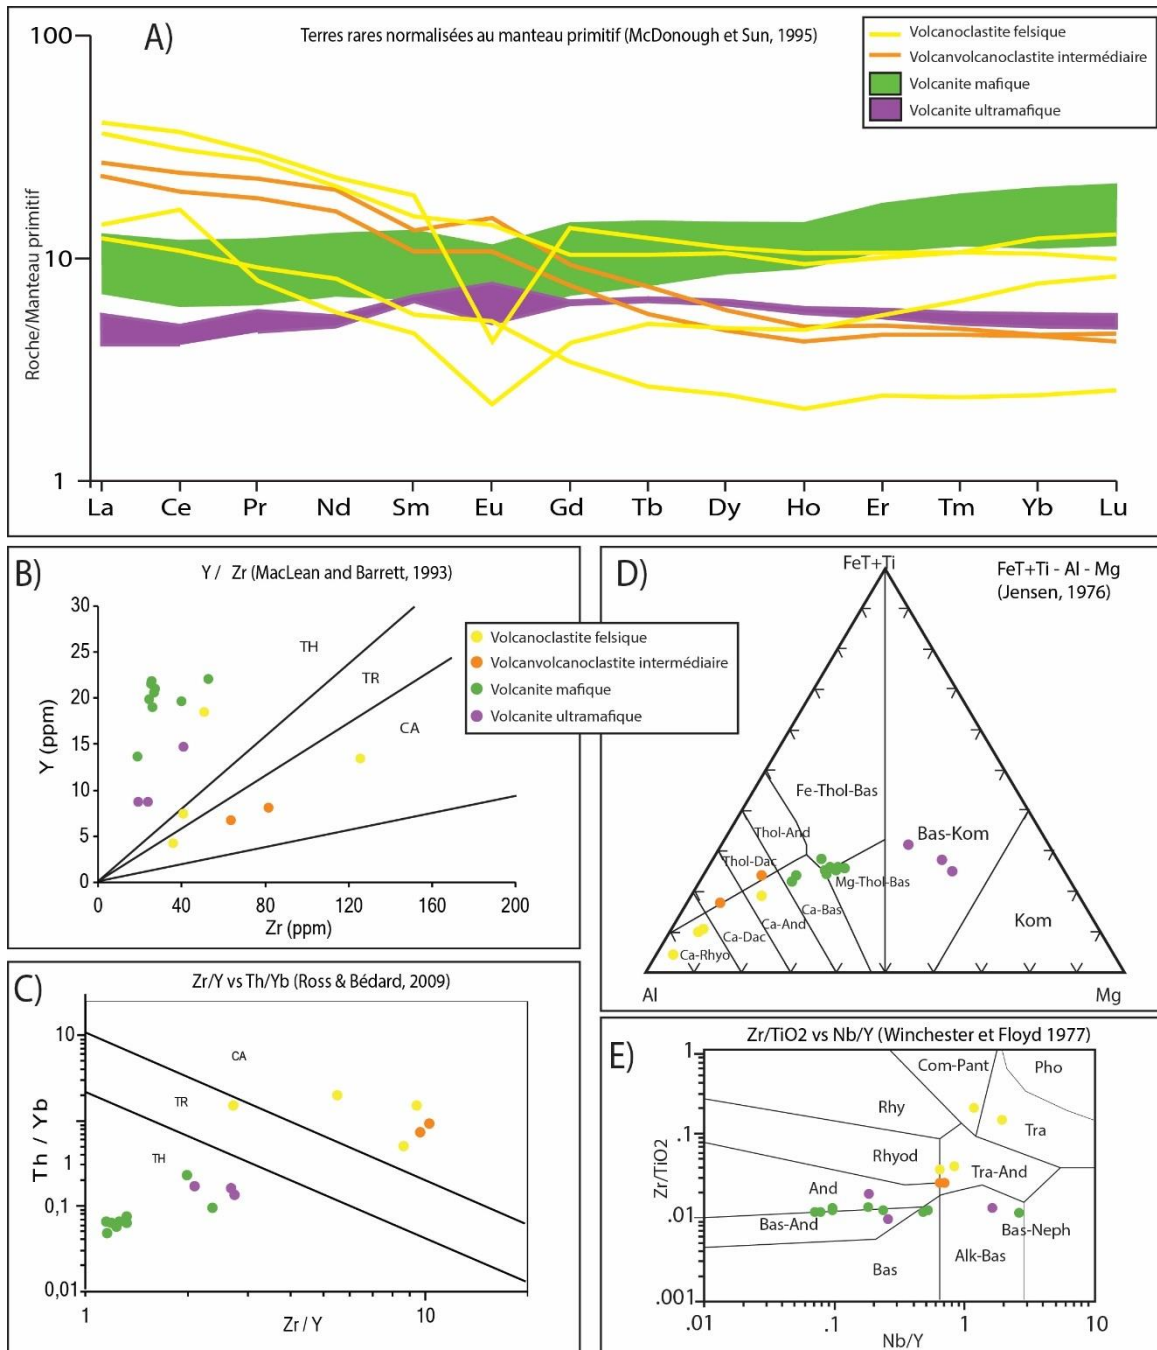 A)
Terres rares normalisées au manteau primitif (McDonough et Sun, 1995)
Volcanoclastite felsique
Volcanvolcanoclastite intermédiaire
Volcanite mafique
Volcanite ultramafique
Roche/Manteau primitif
100
10
1
La Ce Pr Nd Sm Eu Gd Tb Dy Ho Er Tm Yb Lu
B)
Y / Zr (MacLean and Barrett, 1993)
Y (ppm)
30
25
20
15
10
5
0
TH
TR
CA
0 40 80 120 160 200
Zr (ppm)
Volcanoclastite felsique
Volcanvolcanoclastite intermédiaire
Volcanite mafique
Volcanite ultramafique
D)
FeT+Ti
FeT+Ti - Al - Mg
(Jensen, 1976)
Fe-Thol-Bas
Thol-And
Bas-Kom
Thol-Dac
Mg-Thol-Bas
Ca-Bas
Ca-And
Kom
Ca-Dac
Ca-Rhyo
Al
Mg
C)
Zr/Y vs Th/Yb (Ross & Bédard, 2009)
Th / Yb
10
1
0,1
0,01
CA
TR
TH
1 10
Zr / Y
E)
Zr/TiO2 vs Nb/Y (Winchester et Floyd 1977)
Zr/TiO2
1
.1
.01
.001
Com-Pant
Pho
Rhy
Tra
Rhyod
Tra-And
And
Bas-And
Bas-Neph
Bas
Alk-Bas
.01 .1 1 10
Nb/Y